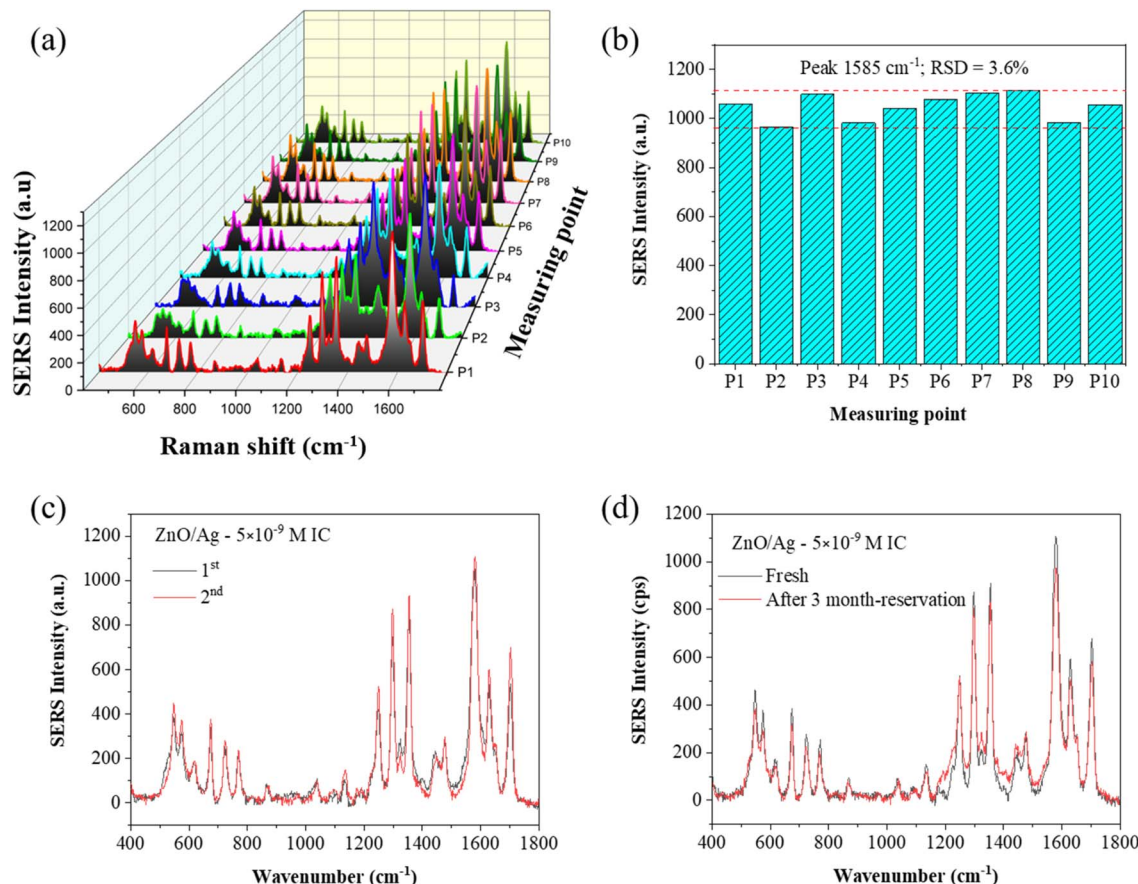 (a)
SERS Intensity (a.u)
1200
1000
800
600
400
200
0
600
800
1000
1200
1400
1600
Raman shift (cm⁻¹)
P1
P2
P3
P4
P5
P6
P7
P8
P9
P10
Measuring point
(b)
Peak 1585 cm⁻¹; RSD = 3.6%
SERS Intensity (a.u.)
1200
1000
800
600
400
200
0
P1 P2 P3 P4 P5 P6 P7 P8 P9 P10
Measuring point
(c)
ZnO/Ag - 5×10⁻⁹ M IC
1ˢᵗ
2ⁿᵈ
SERS Intensity (a.u.)
1200
1000
800
600
400
200
0
400 600 800 1000 1200 1400 1600 1800
Wavenumber (cm⁻¹)
(d)
ZnO/Ag - 5×10⁻⁹ M IC
Fresh
After 3 month-reservation
SERS Intensity (cps)
1200
1000
800
600
400
200
0
400 600 800 1000 1200 1400 1600 1800
Wavenumber (cm⁻¹)